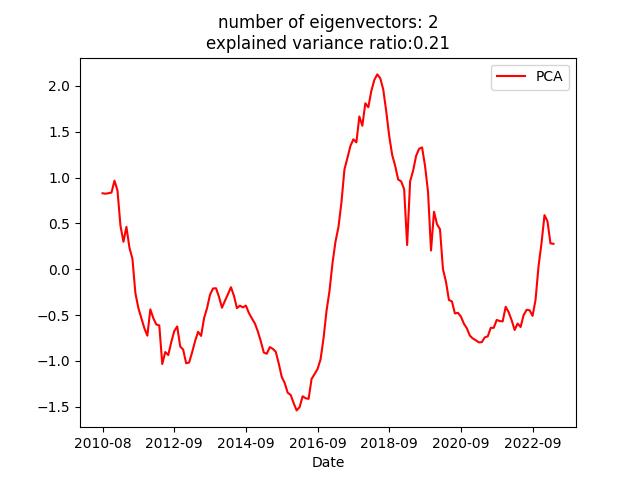 number of eigenvectors: 2
explained variance ratio:0.21
PCA
2.0
1.5
1.0
0.5
0.0
−0.5
−1.0
−1.5
2010-08 2012-09 2014-09 2016-09 2018-09 2020-09 2022-09
Date